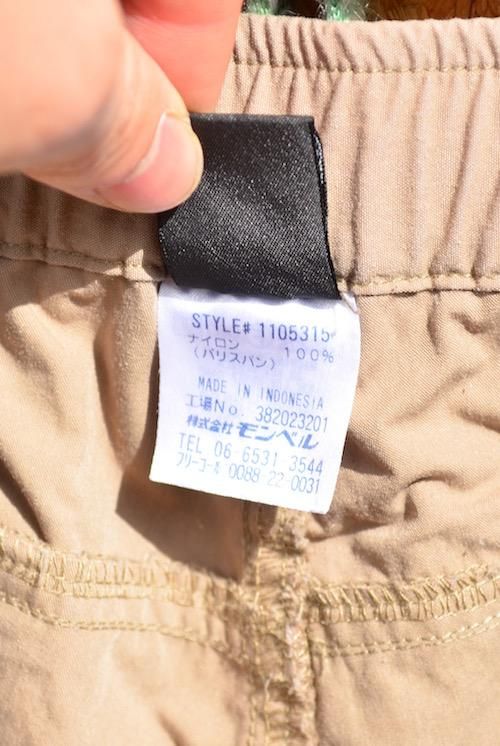 STYLE# 1105315
ナイロン 100%
(バリスパン)
MADE IN INDONESIA
工場No. 382023201
株式会社 モンベル
TEL 06-6531-3544
フリーコール 0088-22-0031